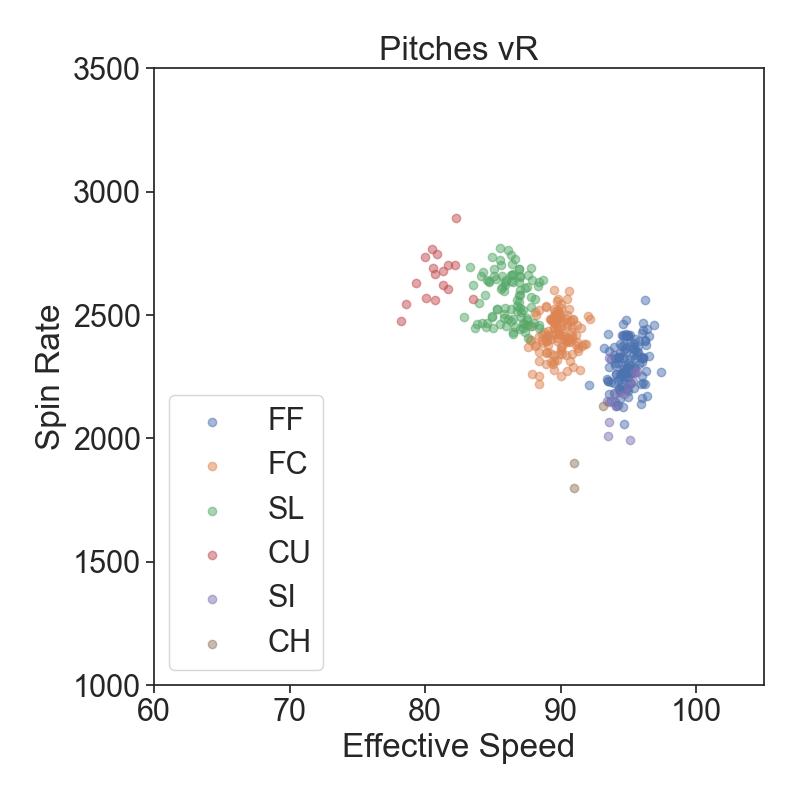 Pitches vR
3500
3000
2500
2000
1500
1000
Spin Rate
FF
FC
SL
CU
SI
CH
60 70 80 90 100
Effective Speed